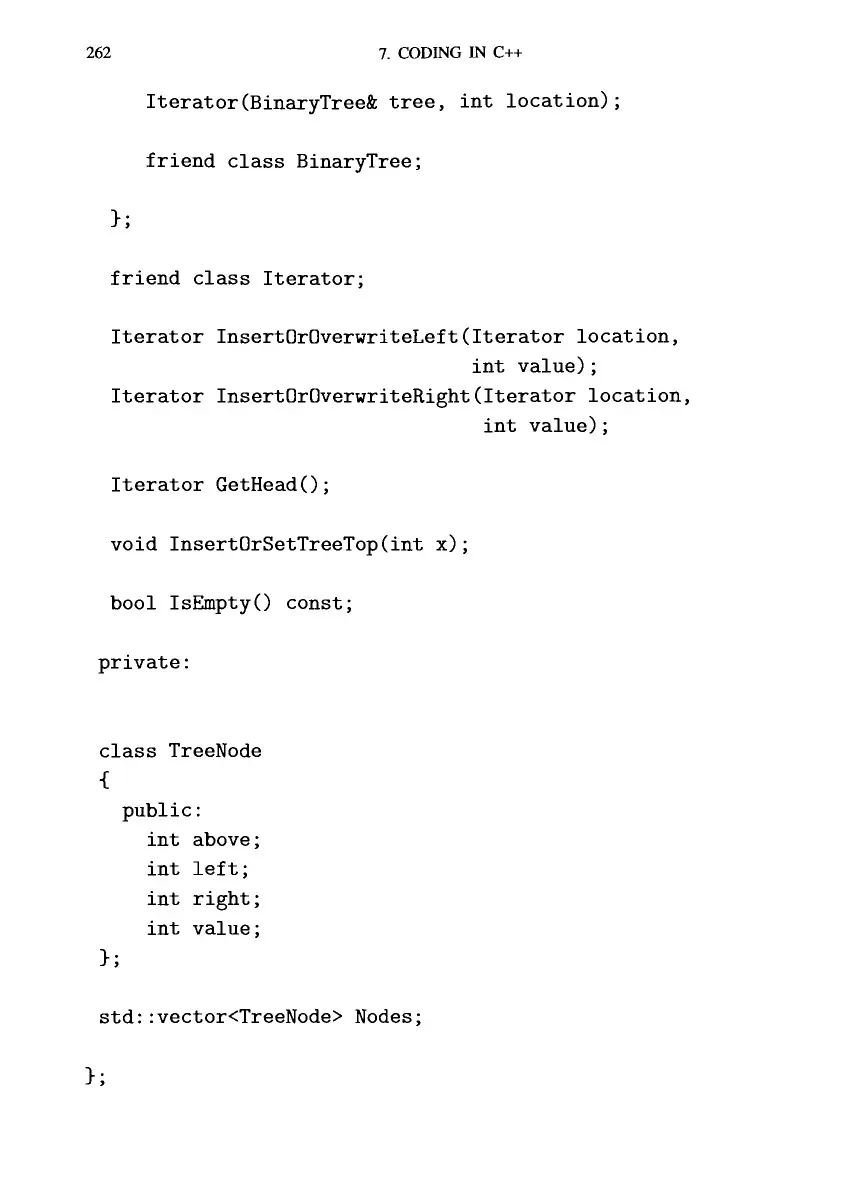 262 7. CODING IN C++
Iterator(BinaryTree& tree, int location);
friend class BinaryTree;
};
friend class Iterator;
Iterator InsertOrOverwriteLeft(Iterator location,
int value);
Iterator InsertOrOverwriteRight(Iterator location,
int value);
Iterator GetHead();
void InsertOrSetTreeTop(int x);
bool IsEmpty() const;
private:
class TreeNode
{
public:
int above;
int left;
int right;
int value;
};
std::vector<TreeNode> Nodes;
};